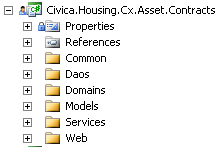 Civica.Housing.Cx.Asset.Contracts
Properties
References
Common
Daos
Domains
Models
Services
Web